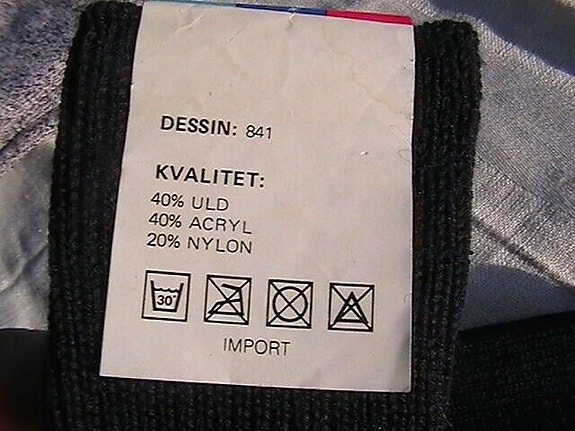 DESSIN: 841
KVALITET:
40% ULD
40% ACRYL
20% NYLON
30°
IMPORT